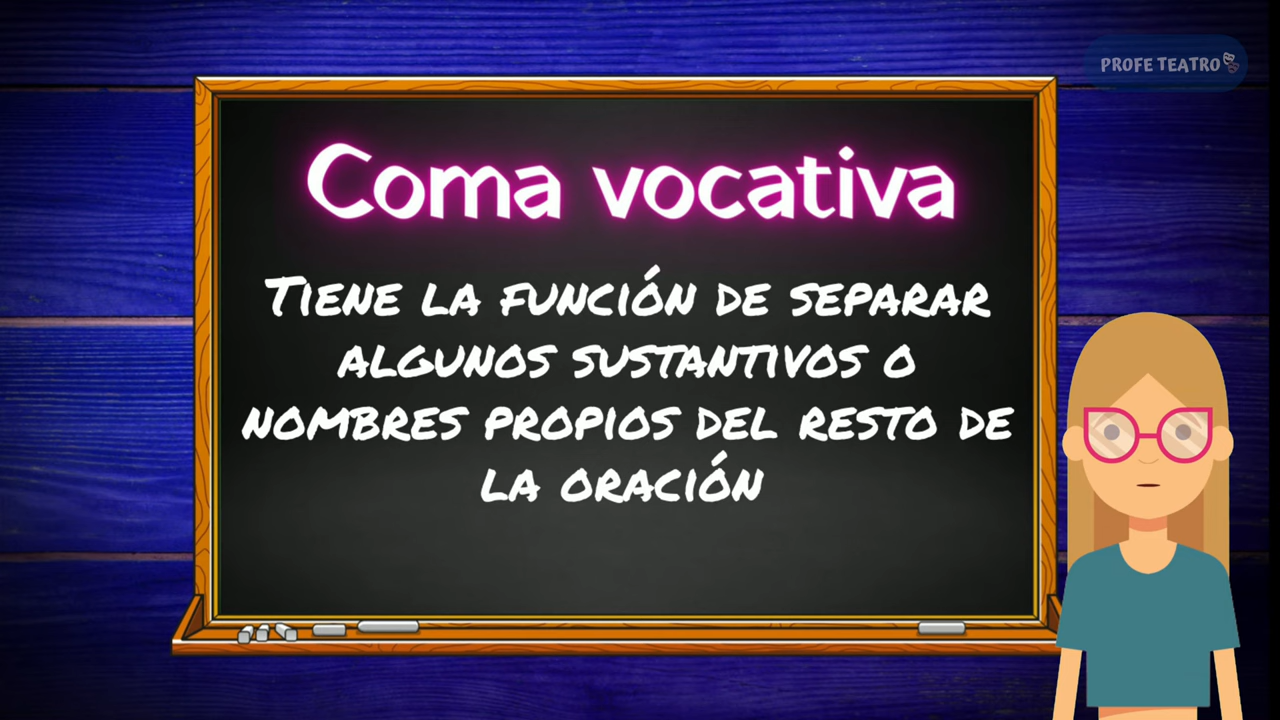 PROFE TEATRO
Coma vocativa
TIENE LA FUNCIÓN DE SEPARAR
ALGUNOS SUSTANTIVOS O
NOMBRES PROPIOS DEL RESTO DE
LA ORACIÓN